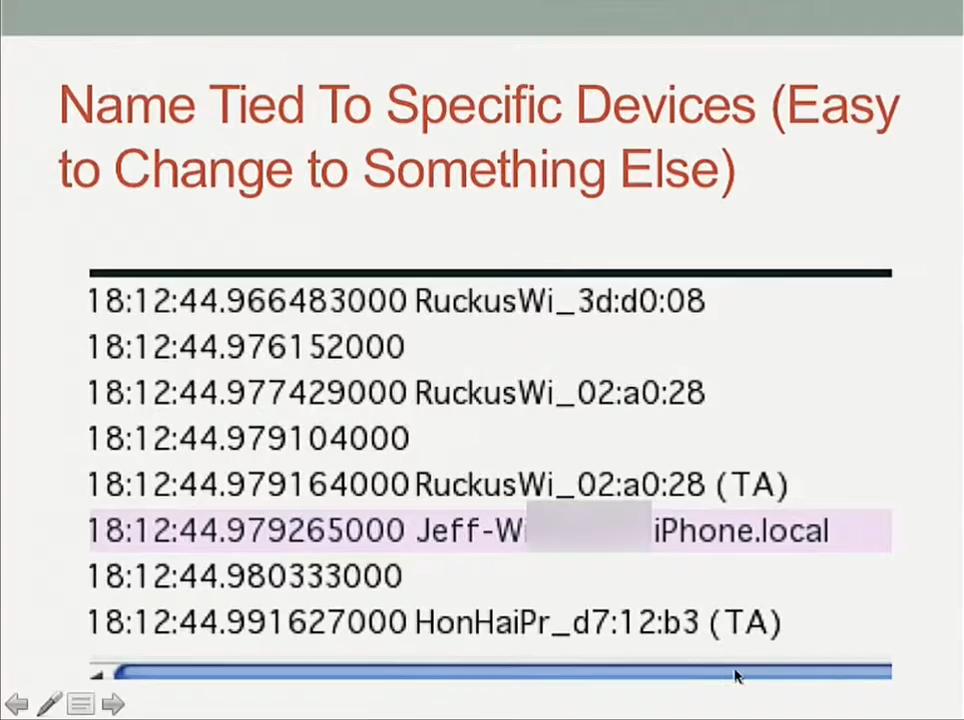 Name Tied To Specific Devices (Easy
to Change to Something Else)
18:12:44.966483000 RuckusWi_3d:d0:08
18:12:44.976152000
18:12:44.977429000 RuckusWi_02:a0:28
18:12:44.979104000
18:12:44.979164000 RuckusWi_02:a0:28 (TA)
18:12:44.979265000 Jeff-Wi iPhone.local
18:12:44.980333000
18:12:44.991627000 HonHaiPr_d7:12:b3 (TA)